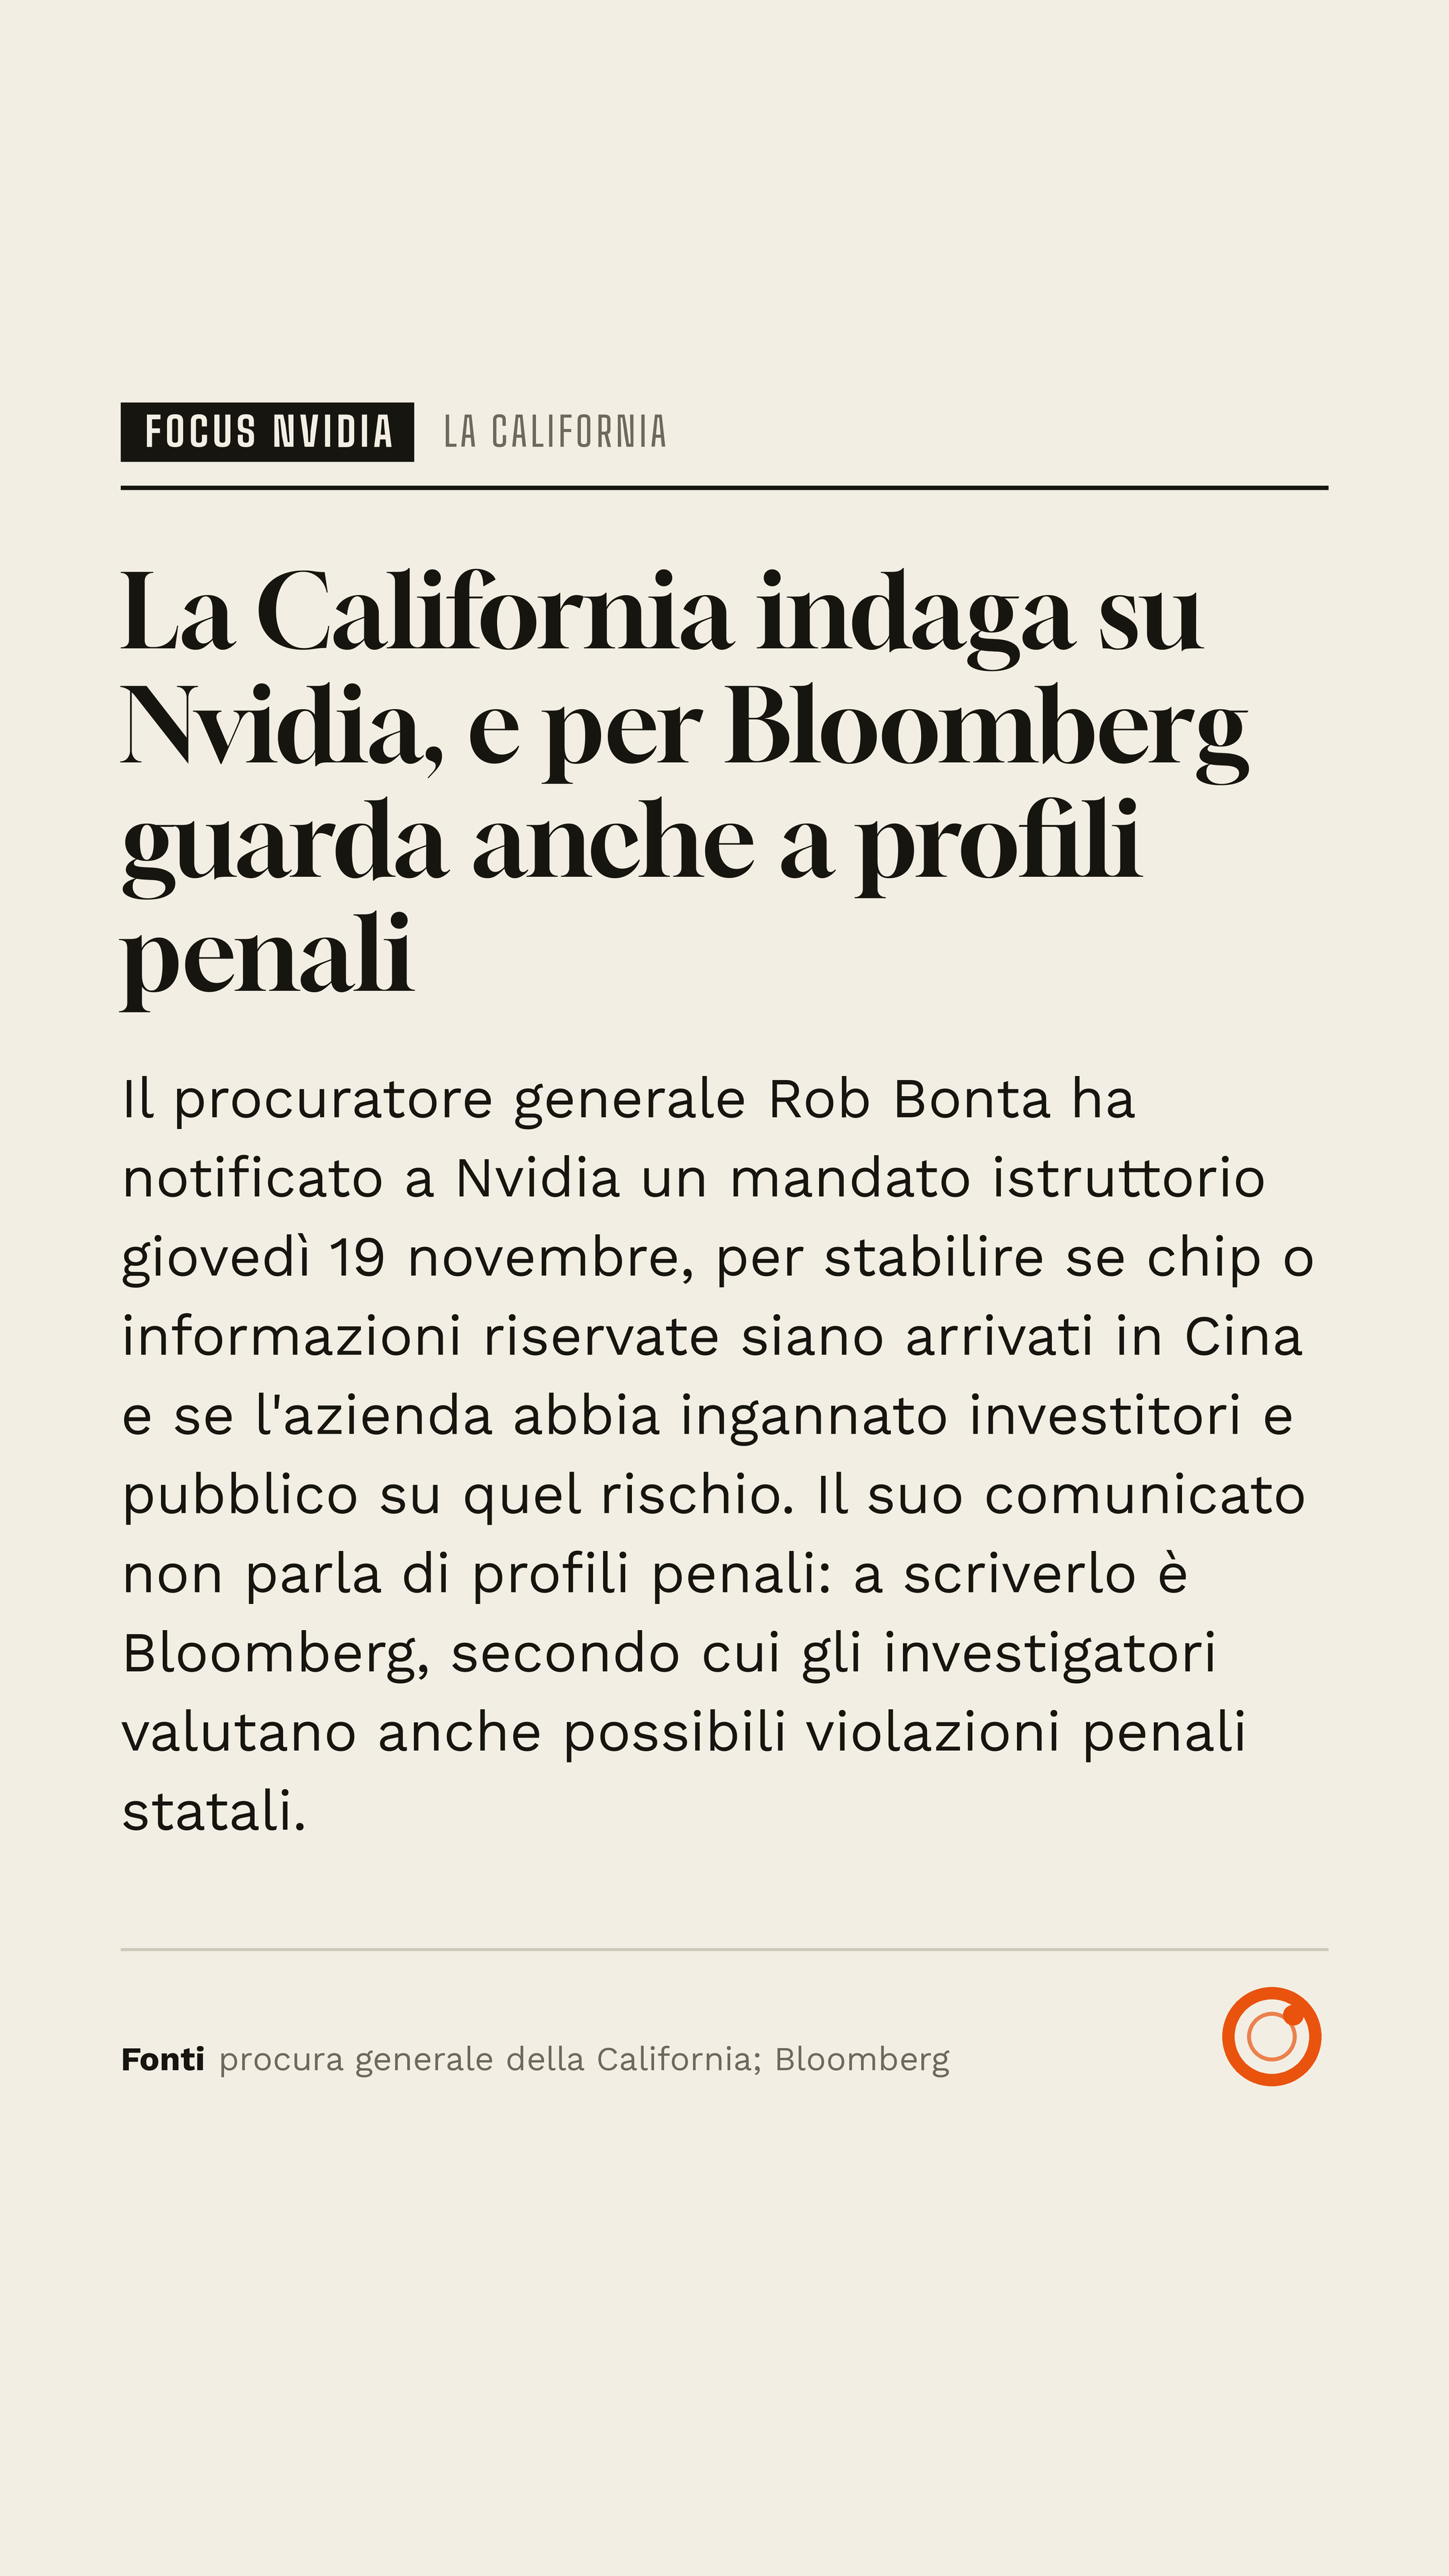 FOCUS NVIDIA LA CALIFORNIA
La California indaga su
Nvidia, e per Bloomberg
guarda anche a profili
penali
Il procuratore generale Rob Bonta ha
notificato a Nvidia un mandato istruttorio
giovedì 19 novembre, per stabilire se chip o
informazioni riservate siano arrivati in Cina
e se l'azienda abbia ingannato investitori e
pubblico su quel rischio. Il suo comunicato
non parla di profili penali: a scriverlo è
Bloomberg, secondo cui gli investigatori
valutano anche possibili violazioni penali
statali.
Fonti procura generale della California; Bloomberg